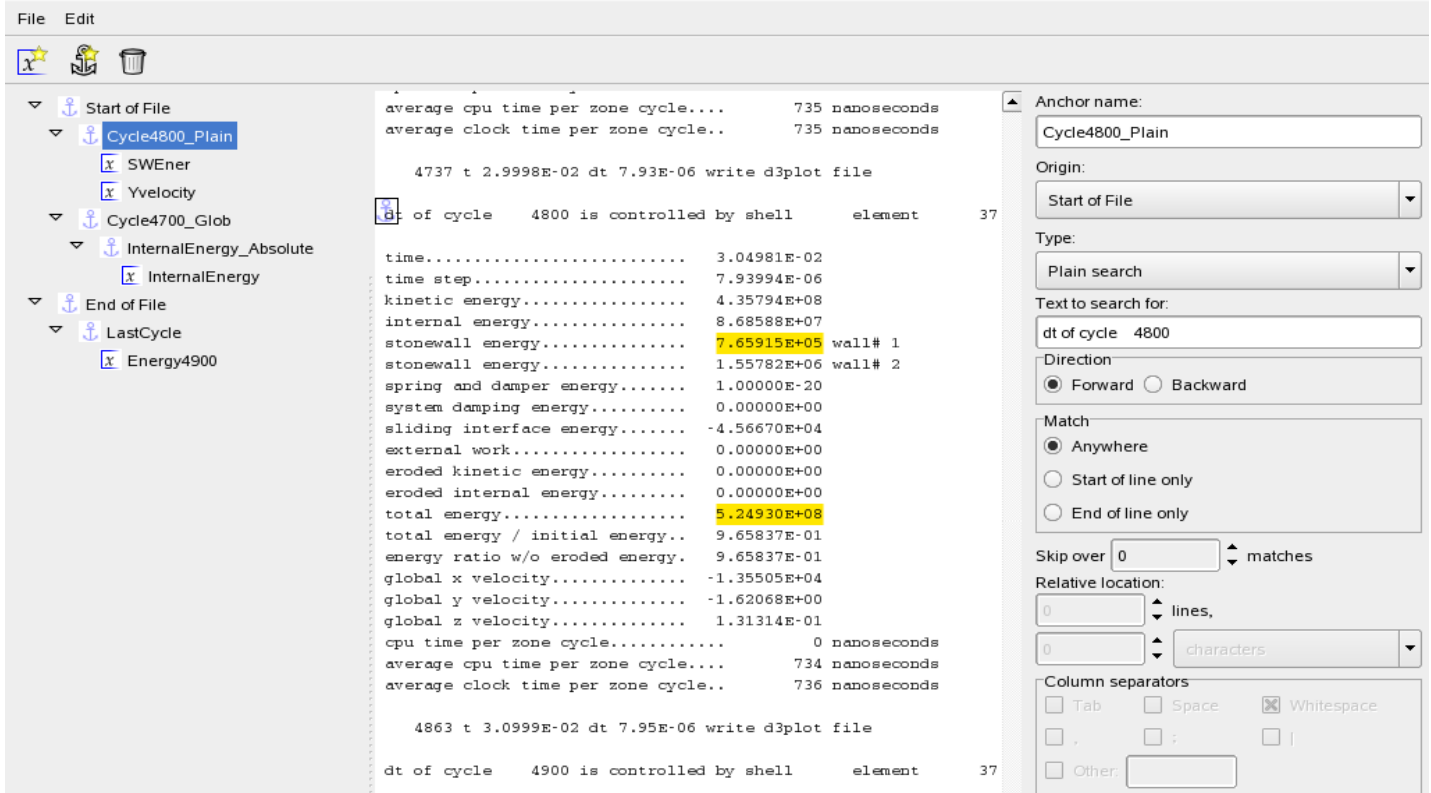 File Edit
Start of File
Cycle4800_Plain
x SWEner
x Yvelocity
Cycle4700_Glob
InternalEnergy_Absolute
x InternalEnergy
End of File
LastCycle
x Energy4900
average cpu time per zone cycle.... 735 nanoseconds
average clock time per zone cycle.. 735 nanoseconds
4737 t 2.9998E-02 dt 7.93E-06 write d3plot file
dt of cycle 4800 is controlled by shell element 37
time........................... 3.04981E-02
time step...................... 7.93994E-06
kinetic energy................. 4.35794E+08
internal energy................ 8.68588E+07
stonewall energy............... 7.65915E+05 wall# 1
stonewall energy............... 1.55782E+06 wall# 2
spring and damper energy....... 1.00000E-20
system damping energy.......... 0.00000E+00
sliding interface energy....... -4.56670E+04
external work.................. 0.00000E+00
eroded kinetic energy.......... 0.00000E+00
eroded internal energy......... 0.00000E+00
total energy................... 5.24930E+08
total energy / initial energy.. 9.65837E-01
energy ratio w/o eroded energy. 9.65837E-01
global x velocity.............. -1.35505E+04
global y velocity.............. -1.62068E+00
global z velocity.............. 1.31314E-01
cpu time per zone cycle............ 0 nanoseconds
average cpu time per zone cycle.... 734 nanoseconds
average clock time per zone cycle.. 736 nanoseconds
4863 t 3.0999E-02 dt 7.95E-06 write d3plot file
dt of cycle 4900 is controlled by shell element 37
Anchor name:
Cycle4800_Plain
Origin:
Start of File
Type:
Plain search
Text to search for:
dt of cycle 4800
Direction
Forward Backward
Match
Anywhere
Start of line only
End of line only
Skip over 0 matches
Relative location:
0 lines,
0 characters
Column separators
Tab Space Whitespace
, ; |
Other: